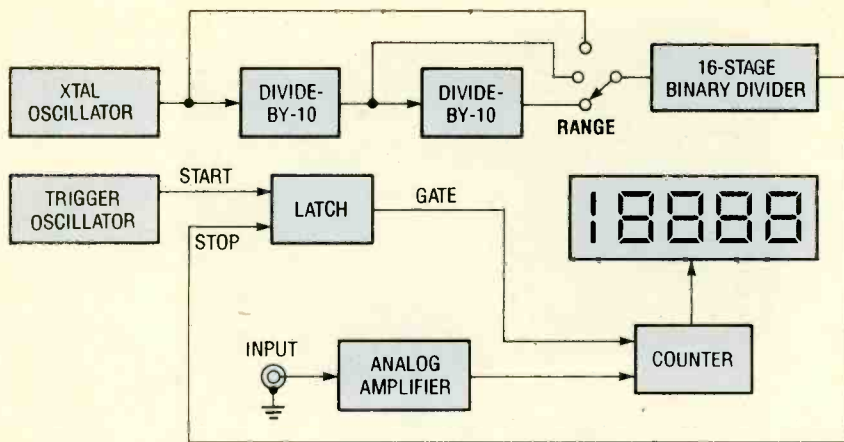 XTAL
OSCILLATOR
DIVIDE-
BY-10
DIVIDE-
BY-10
RANGE
16-STAGE
BINARY DIVIDER
TRIGGER
OSCILLATOR
START
STOP
LATCH
GATE
18888
INPUT
ANALOG
AMPLIFIER
COUNTER